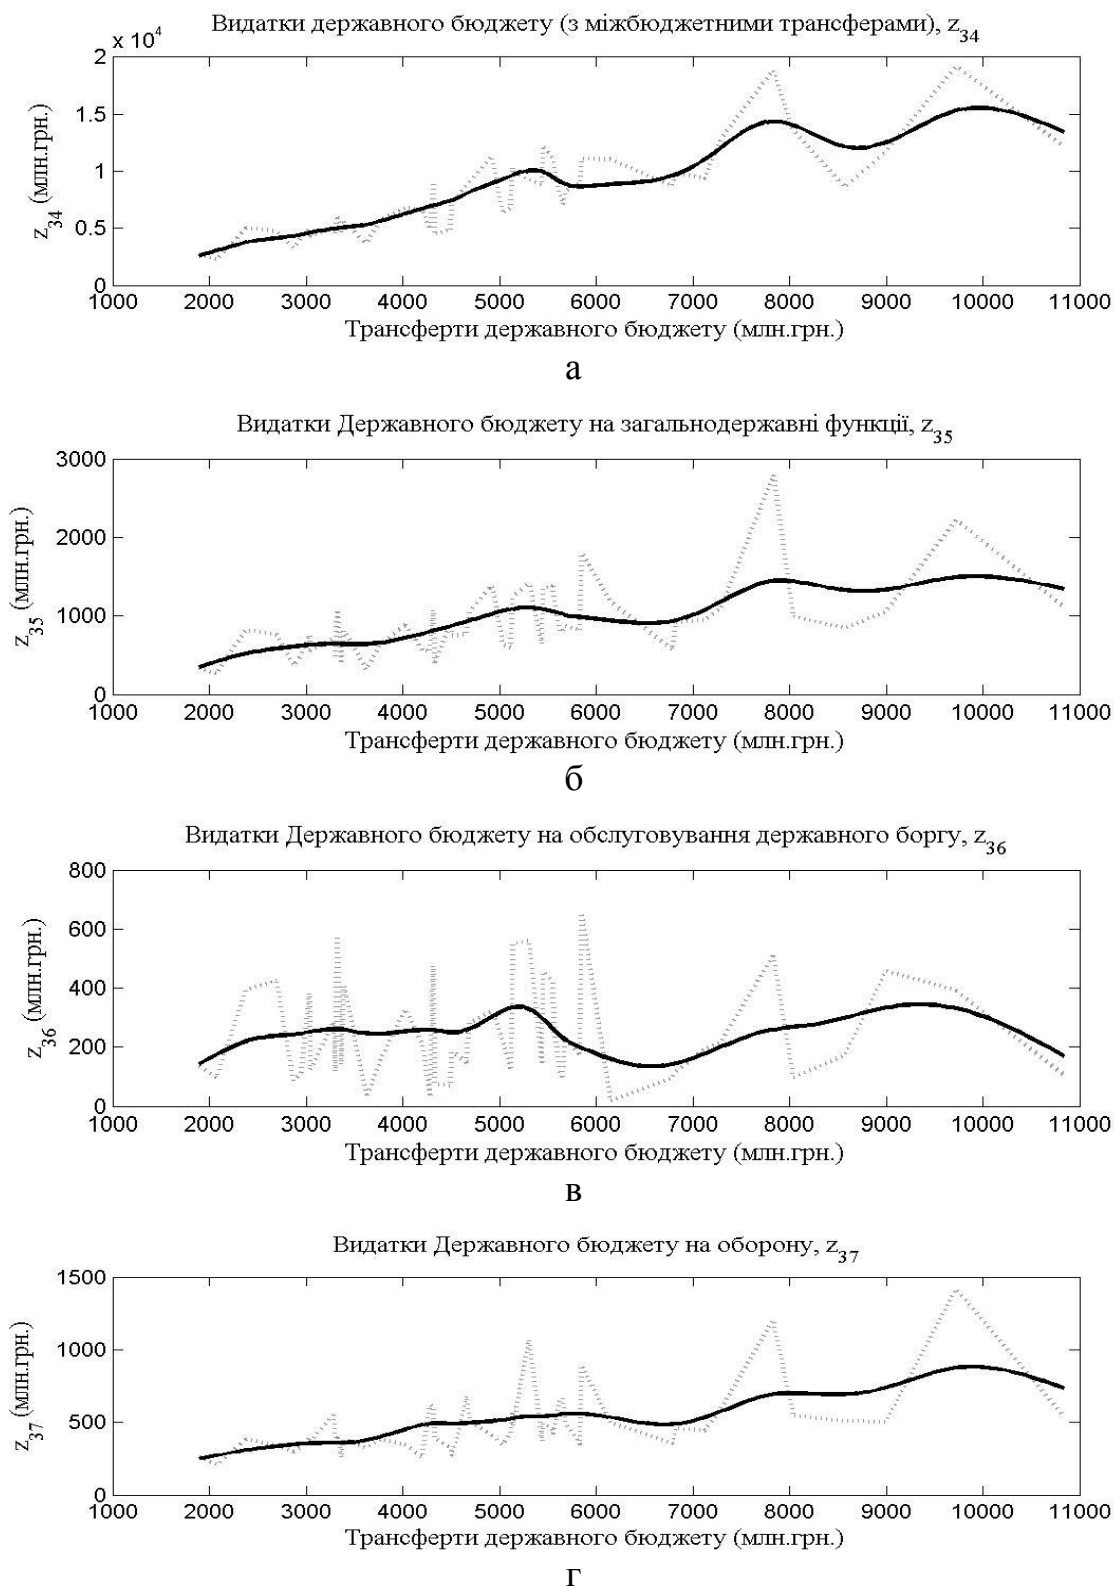 Видатки державного бюджету (з міжбюджетними трансферами), z34
x 10^4
2
1.5
1
0.5
0
z34 (млн.грн.)
1000 2000 3000 4000 5000 6000 7000 8000 9000 10000 11000
Трансферти державного бюджету (млн.грн.)
а
Видатки Державного бюджету на загальнодержавні функції, z35
3000
2000
1000
0
z35 (млн.грн.)
1000 2000 3000 4000 5000 6000 7000 8000 9000 10000 11000
Трансферти державного бюджету (млн.грн.)
б
Видатки Державного бюджету на обслуговування державного боргу, z36
800
600
400
200
0
z36 (млн.грн.)
1000 2000 3000 4000 5000 6000 7000 8000 9000 10000 11000
Трансферти державного бюджету (млн.грн.)
в
Видатки Державного бюджету на оборону, z37
1500
1000
500
0
z37 (млн.грн.)
1000 2000 3000 4000 5000 6000 7000 8000 9000 10000 11000
Трансферти державного бюджету (млн.грн.)
г